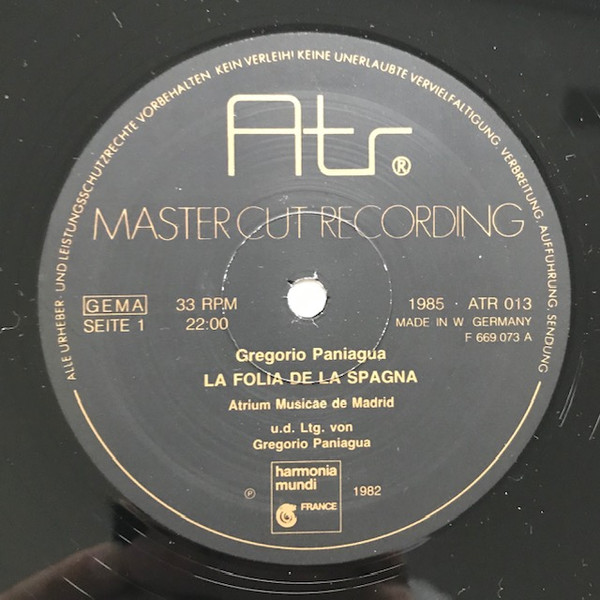 ALLE URHEBER- UND LEISTUNGSSCHUTZRECHTE VORBEHALTEN KEIN VERLEIH! KEINE UNERLAUBTE VERVIELFÄLTIGUNG, VERBREITUNG, AUFFÜHRUNG, SENDUNG
Atr®
MASTER CUT RECORDING
GEMA 33 RPM 1985 · ATR 013
SEITE 1 22:00 MADE IN W GERMANY
F 669 073 A
Gregorio Paniagua
LA FOLIA DE LA SPAGNA
Atrium Musicae de Madrid
u.d. Ltg. von
Gregorio Paniagua
harmonia
mundi
FRANCE
℗ 1982